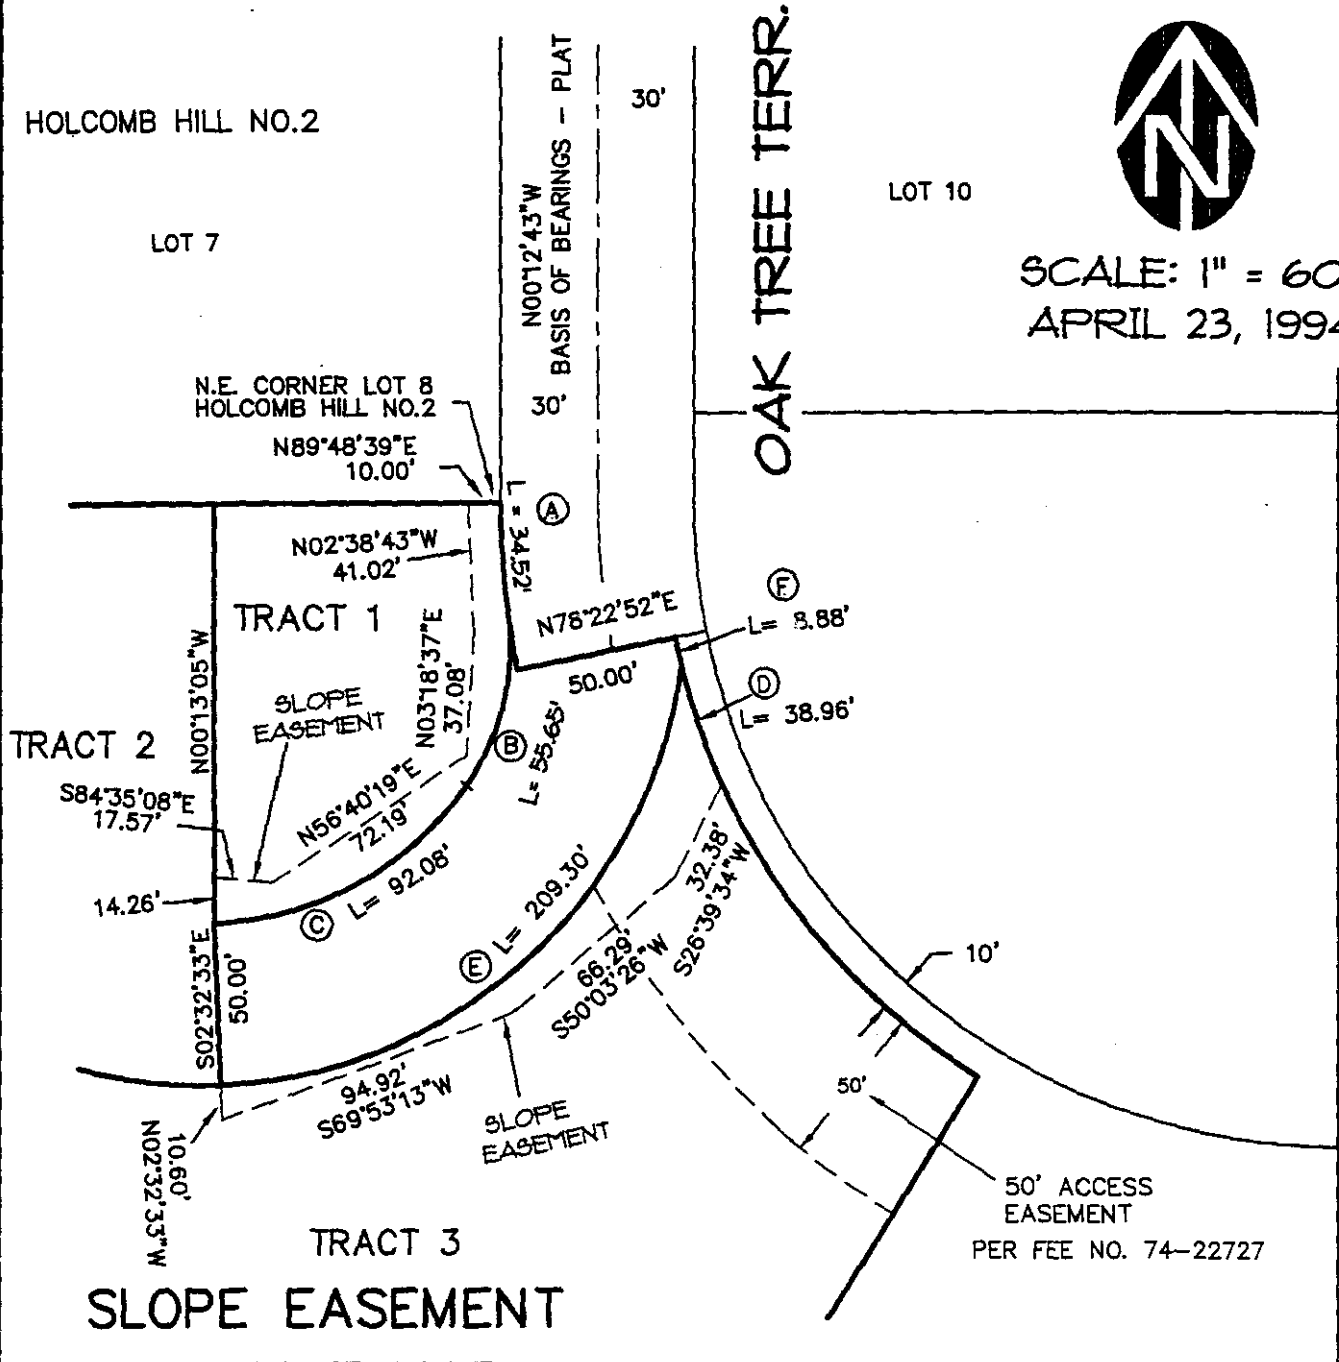 HOLCOMB HILL NO.2
LOT 7
N00°12'43"W
BASIS OF BEARINGS - PLAT
30'
OAK TREE TERR.
LOT 10
N
SCALE: 1" = 60
APRIL 23, 1994
N.E. CORNER LOT 8
HOLCOMB HILL NO.2
30'
N89°48'39"E
10.00'
L = 34.52'
A
N02°38'43"W
41.02'
TRACT 1
N78°22'52"E
50.00'
F
L= 8.88'
D
L= 38.96'
N00°13'05"W
N03°18'37"E
37.08'
SLOPE
EASEMENT
TRACT 2
B
L= 55.65'
S84°35'08"E
17.57'
N56°40'19"E
72.19'
14.26'
C
L= 92.08'
E
L= 209.30'
32.38'
S26°39'34"W
66.29'
S50°03'26"W
10'
S02°32'33"E
50.00'
94.92'
S69°53'13"W
SLOPE
EASEMENT
50'
10.60'
N02°32'33"W
50' ACCESS
EASEMENT
PER FEE NO. 74-22727
TRACT 3
SLOPE EASEMENT